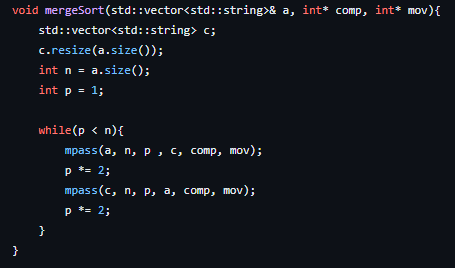 void mergeSort(std::vector<std::string>& a, int* comp, int* mov){
    std::vector<std::string> c;
    c.resize(a.size());
    int n = a.size();
    int p = 1;

    while(p < n){
        mpass(a, n, p , c, comp, mov);
        p *= 2;
        mpass(c, n, p, a, comp, mov);
        p *= 2;
    }
}